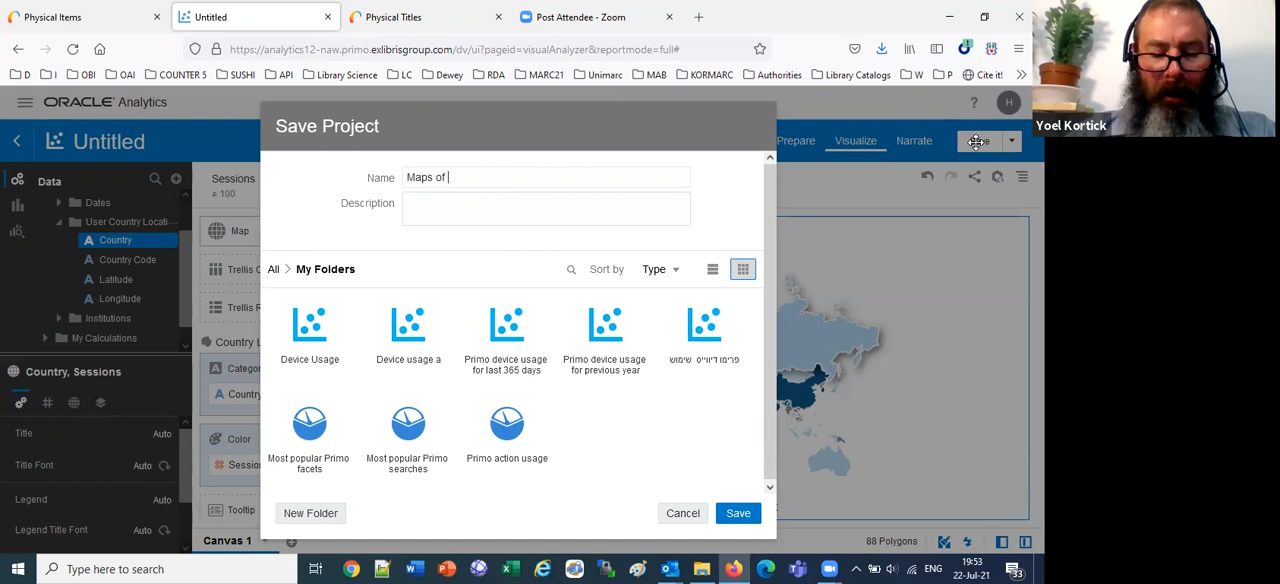 Physical Items
Untitled
Physical Titles
Post Attendee - Zoom
https://analytics12-naw.primo.exlibrisgroup.com/dv/ui?pageid=visualAnalyzer&reportmode=full#
D
I
OBI
OAI
COUNTER 5
SUSHI
API
Library Science
LC
Dewey
RDA
MARC21
Unimarc
MAB
KORMARC
Authorities
Library Catalogs
W
P
Cite it!
Yoel Kortick
ORACLE Analytics
H
Untitled
Prepare
Visualize
Narrate
Save Project
Name
Maps of
Description
All
My Folders
Sort by
Type
Device Usage
Device usage a
Primo device usage
for last 365 days
Primo device usage
for previous year
פרימו דיווייס שימוש
Most popular Primo
facets
Most popular Primo
searches
Primo action usage
New Folder
Cancel
Save
Data
Dates
User Country Locati...
A Country
A Country Code
A Latitude
A Longitude
Institutions
My Calculations
Country, Sessions
Title
Auto
Title Font
Auto
Legend
Auto
Legend Title Font
Auto
Sessions
≥ 100
Map
Trellis
Trellis
Country
Color
Tooltip
Canvas 1
88 Polygons
Type here to search
ENG
19:53
22-Jul-21
33